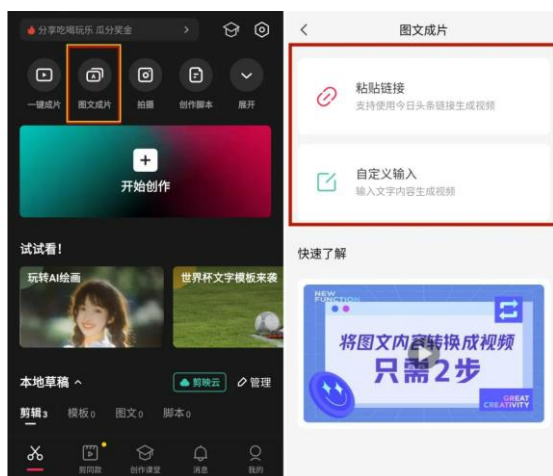 分享吃喝玩乐 瓜分奖金
一键成片
图文成片
拍摄
创作脚本
展开
开始创作
试试看!
玩转AI绘画
世界杯文字模板来袭
本地草稿
剪映云
管理
剪辑3
模板0
图文0
脚本0
剪同款
创作课堂
消息
我的
图文成片
粘贴链接
支持使用今日头条链接生成视频
自定义输入
输入文字内容生成视频
快速了解
NEW
FUNCTION
将图文内容转换成视频
只需2步
GREAT
CREATIVITY